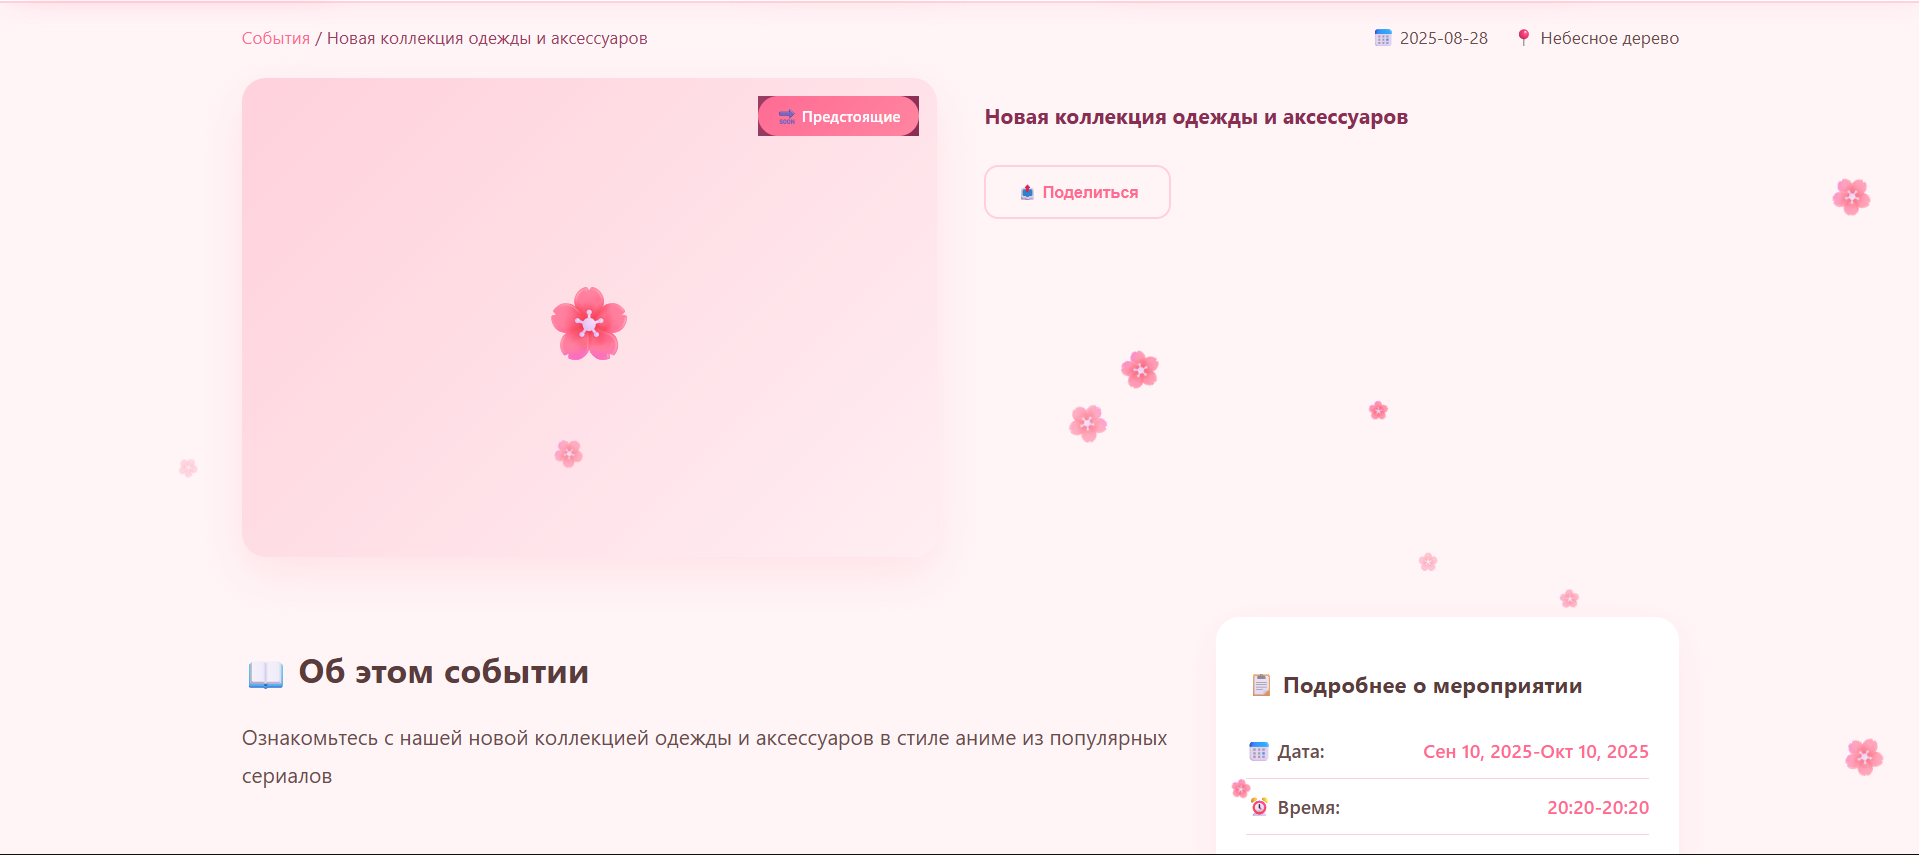 События / Новая коллекция одежды и аксессуаров
2025-08-28
Небесное дерево
Предстоящие
Новая коллекция одежды и аксессуаров
Поделиться
Об этом событии
Ознакомьтесь с нашей новой коллекцией одежды и аксессуаров в стиле аниме из популярных
сериалов
Подробнее о мероприятии
Дата: Сен 10, 2025-Окт 10, 2025
Время: 20:20-20:20